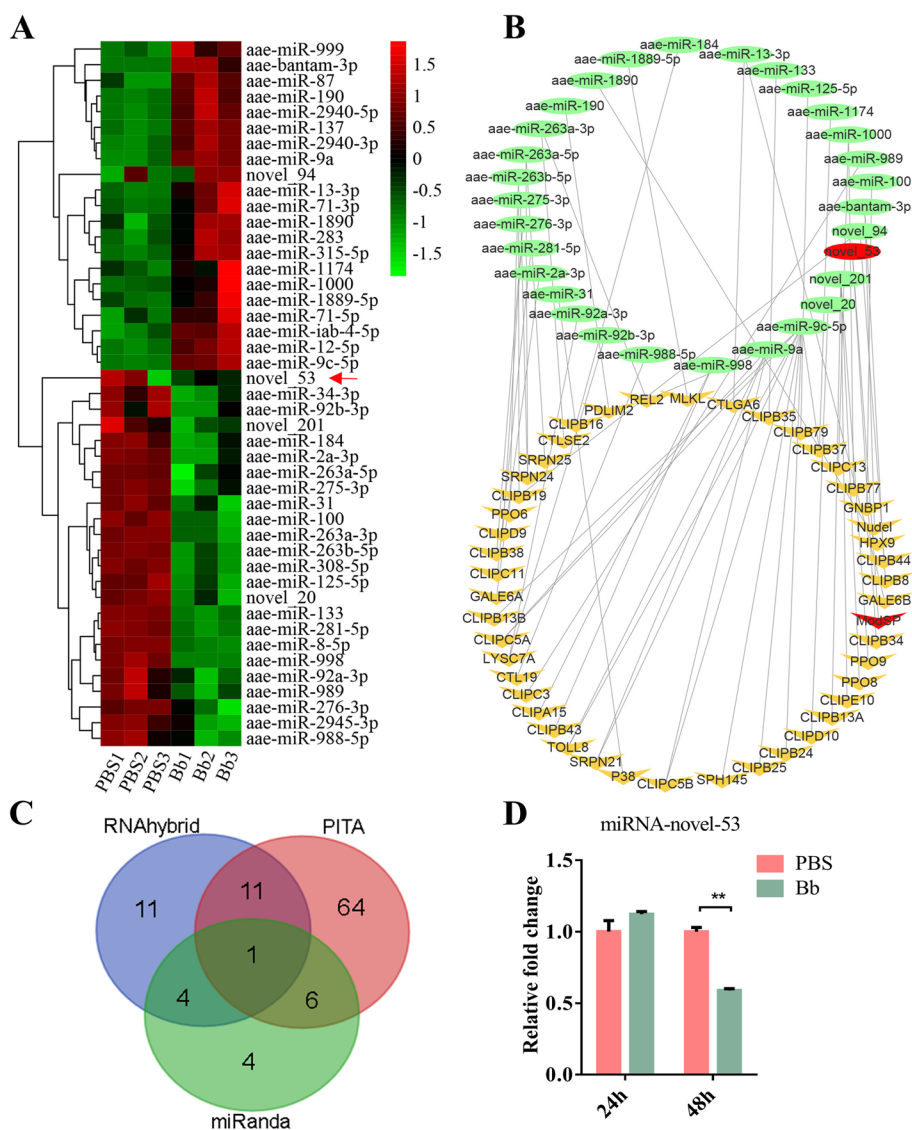 A
aae-miR-999
aae-bantam-3p
aae-miR-87
aae-miR-190
aae-miR-2940-5p
aae-miR-137
aae-miR-2940-3p
aae-miR-9a
novel_94
aae-miR-13-3p
aae-miR-71-3p
aae-miR-1890
aae-miR-283
aae-miR-315-5p
aae-miR-1174
aae-miR-1000
aae-miR-1889-5p
aae-miR-71-5p
aae-miR-iab-4-5p
aae-miR-12-5p
aae-miR-9c-5p
novel_53
aae-miR-34-3p
aae-miR-92b-3p
novel_201
aae-miR-184
aae-miR-2a-3p
aae-miR-263a-5p
aae-miR-275-3p
aae-miR-31
aae-miR-100
aae-miR-263a-3p
aae-miR-263b-5p
aae-miR-308-5p
aae-miR-125-5p
novel_20
aae-miR-133
aae-miR-281-5p
aae-miR-8-5p
aae-miR-998
aae-miR-92a-3p
aae-miR-989
aae-miR-276-3p
aae-miR-2945-3p
aae-miR-988-5p
PBS1
PBS2
PBS3
Bb1
Bb2
Bb3
1.5
1
0.5
0
-0.5
-1
-1.5
B
aae-miR-184
aae-miR-13-3p
aae-miR-133
aae-miR-125-5p
aae-miR-1174
aae-miR-1000
aae-miR-989
aae-miR-100
aae-bantam-3p
novel_94
novel_53
novel_201
novel_20
aae-miR-9c-5p
aae-miR-9a
aae-miR-998
aae-miR-988-5p
aae-miR-92b-3p
aae-miR-92a-3p
aae-miR-31
aae-miR-2a-3p
aae-miR-281-5p
aae-miR-276-3p
aae-miR-275-3p
aae-miR-263b-5p
aae-miR-263a-5p
aae-miR-263a-3p
aae-miR-190
aae-miR-1890
aae-miR-1889-5p
REL2
MLKL
CTLGA6
CLIPB35
CLIPB79
CLIPB37
CLIPC13
CLIPB77
GNBP1
Nudel
HPX9
CLIPB44
CLIPB8
GALE6B
ModSP
CLIPB34
PPO9
PPO8
CLIPE10
CLIPB13A
CLIPD10
CLIPB24
CLIPB25
SPH145
CLIPC5B
P38
SRPN21
TOLL8
CLIPB43
CLIPA15
CLIPC3
CTL19
LYSC7A
CLIPC5A
CLIPB13B
GALE6A
CLIPC11
CLIPB38
CLIPD9
PPO6
CLIPB19
SRPN24
SRPN25
CTLSE2
CLIPB16
PDLIM2
C
RNAhybrid
PITA
11
11
64
1
4
6
4
miRanda
D
miRNA-novel-53
Relative fold change
1.5
1.0
0.5
0.0
**
24h
48h
PBS
Bb